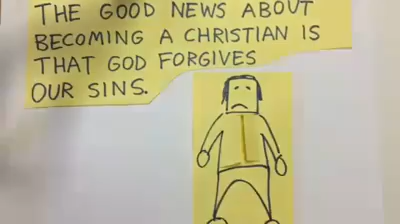 THE GOOD NEWS ABOUT
BECOMING A CHRISTIAN IS
THAT GOD FORGIVES
OUR SINS.